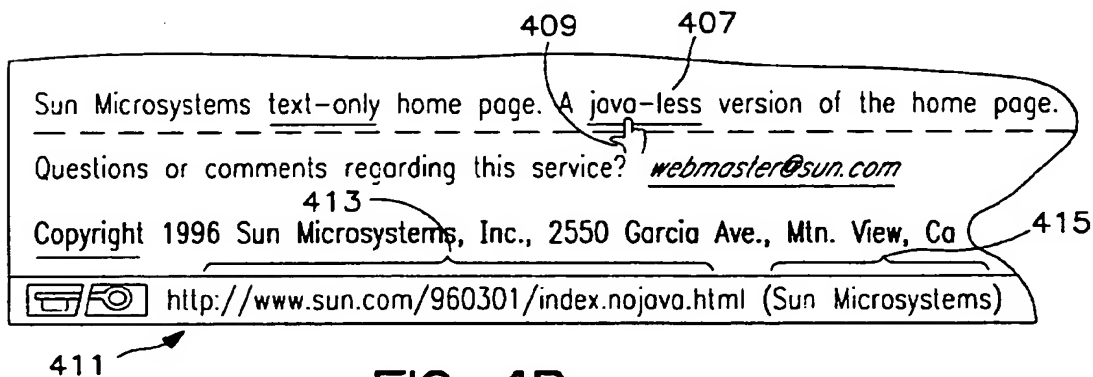 409 407
Sun Microsystems text-only home page. A java-less version of the home page.
Questions or comments regarding this service? webmaster@sun.com
413
Copyright 1996 Sun Microsystems, Inc., 2550 Garcia Ave., Mtn. View, Ca 415
http://www.sun.com/960301/index.nojava.html (Sun Microsystems)
411